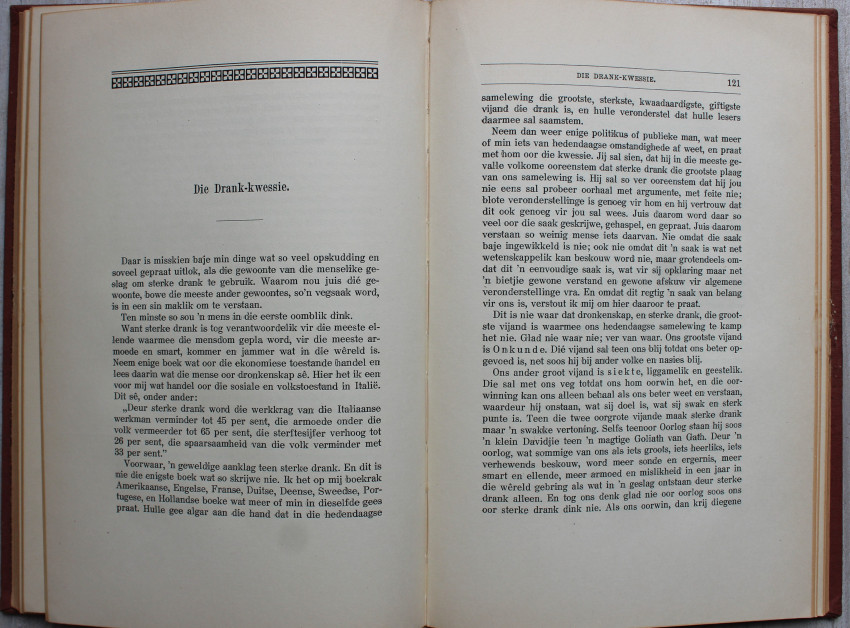 Die Drank-kwessie.
Daar is misskien baje min dinge wat so veel opskudding en
soveel gepraat uitlok, als die gewoonte van die menselike ge-
slag om sterke drank te gebruik. Waarom nou juis dié ge-
woonte, bowe die meeste ander gewoontes, so'n vegsaak word,
is in een sin maklik om te verstaan.
Ten minste so sou 'n mens in die eerste oomblik dink.
Want sterke drank is tog verantwoordelik vir die meeste el-
lende waarmee die mensdom gepla word, vir die meeste ar-
moede en smart, kommer en jammer wat in die wêreld is.
Neem enige boek wat oor die ekonomiese toestande handel en
lees daarin wat die mense oor dronkenskap sê. Hier het ik een
voor mij wat handel oor die sosiale en volkstoestand in Italië.
Dit sê, onder ander:
„Deur sterke drank word die werkkrag van die Italiaanse
werkman verminder tot 45 per sent, die armoede onder die
volk vermeerder tot 65 per sent, die sterftesijfer verhoog tot
26 per sent, die spaarsaamheid van die volk verminder met
33 per sent."
Voorwaar, 'n geweldige aanklag teen sterke drank. En dit is
nie die enigste boek wat so skrijwe nie. Ik het op mij boekrak
Amerikaanse, Engelse, Franse, Duitse, Deense, Sweedse, Por-
tugese, en Hollandse boeke wat meer of min in dieselfde gees
praat. Hulle gee algar aan die hand dat in die hedendaagse
DIE DRANK-KWESSIE. 121
samelewing die grootste, sterkste, kwaadaardigste, giftigste
vijand die drank is, en hulle veronderstel dat hulle lesers
daarmee sal saamstem.
Neem dan weer enige politikus of publieke man, wat meer
of min iets van hedendaagse omstandighede af weet, en praat
met hom oor die kwessie. Jij sal sien, dat hij in die meeste ge-
valle volkome ooreenstem dat sterke drank die grootste plaag
van ons samelewing is. Hij sal so ver ooreenstem dat hij jou
nie eens sal probeer oorhaal met argumente, met feite nie;
blote veronderstellinge is genoeg vir hom en hij vertrouw dat
dit ook genoeg vir jou sal wees. Juis daarom word daar so
veel oor die saak geskrijwe, gehaspel, en gepraat. Juis daarom
verstaan so weinig mense iets daarvan. Nie omdat die saak
baje ingewikkeld is nie; ook nie omdat dit 'n saak is wat net
wetenskappelik kan beskouw word nie, maar grotendeels om-
dat dit 'n eenvoudige saak is, wat vir sij opklaring maar net
'n bietjie gewone verstand en gewone afskuw vir algemene
veronderstellinge vra. En omdat dit regtig 'n saak van belang
vir ons is, verstout ik mij om hier daaroor te praat.
Dit is nie waar dat dronkenskap, en sterke drank, die groot-
ste vijand is waarmee ons hedendaagse samelewing te kamp
het nie. Glad nie waar nie; ver van waar. Ons grootste vijand
is Onkunde. Dié vijand sal teen ons blij totdat ons beter op-
gevoed is, net soos hij bij ander volke en nasies blij.
Ons ander groot vijand is siekte, liggamelik en geestelik.
Die sal met ons veg totdat ons hom oorwin het, en die oor-
winning kan ons alleen behaal als ons beter weet en verstaan,
waardeur hij onstaan, wat sij doel is, wat sij swak en sterk
punte is. Teen die twee oorgrote vijande maak sterke drank
maar 'n swakke vertoning. Selfs teenoor Oorlog staan hij soos
'n klein Davidjie teen 'n magtige Goliath van Gath. Deur 'n
oorlog, wat sommige van ons als iets groots, iets heerliks, iets
verhewends beskouw, word meer sonde en ergernis, meer
smart en ellende, meer armoed en mislikheid in een jaar in
die wêreld gebring als wat in 'n geslag ontstaan deur sterke
drank alleen. En tog ons denk glad nie oor oorlog soos ons
oor sterke drank dink nie. Als ons oorwin, dan krij diegene